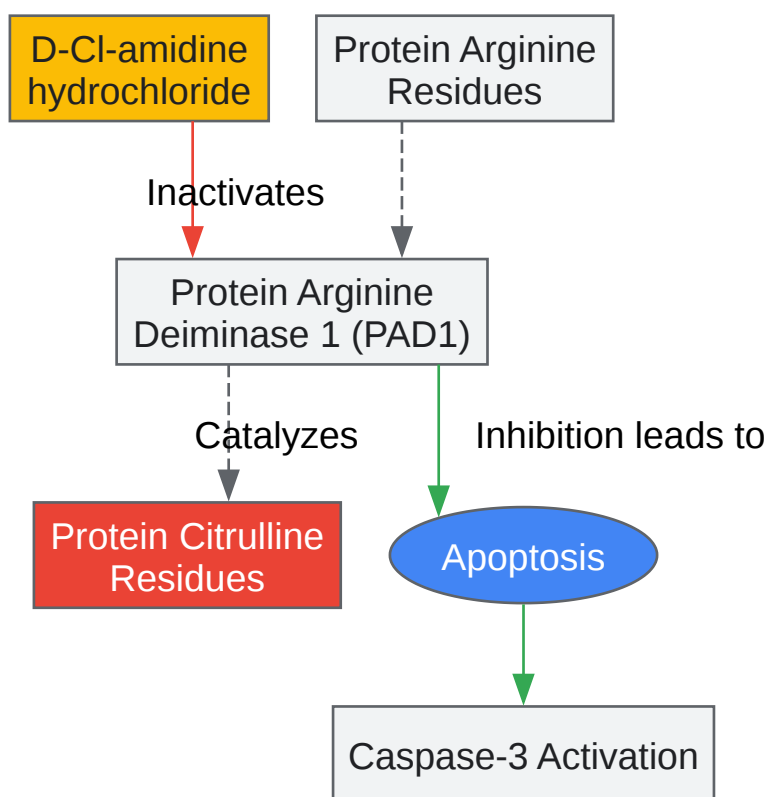 D-Cl-amidine
hydrochloride
Protein Arginine
Residues
Inactivates
Protein Arginine
Deiminase 1 (PAD1)
Catalyzes
Inhibition leads to
Protein Citrulline
Residues
Apoptosis
Caspase-3 Activation